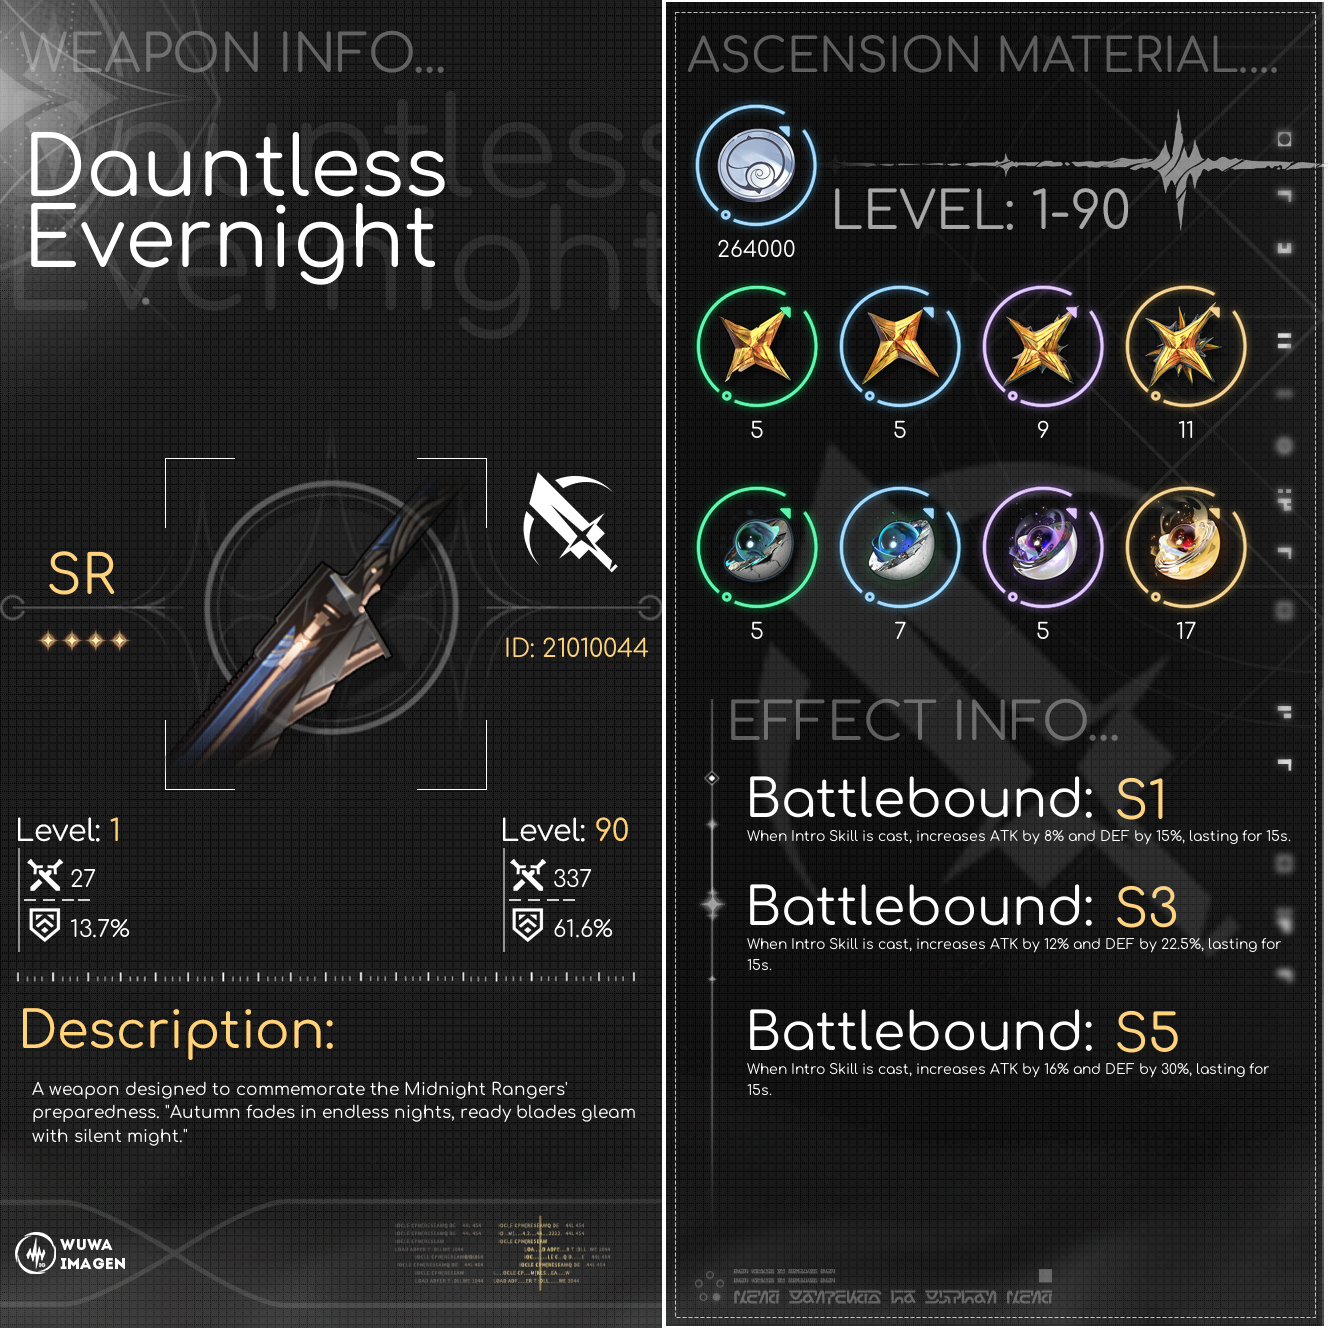 WEAPON INFO...
Dauntless
Evernight
SR
ID: 21010044
Level: 1
27
13.7%
Level: 90
337
61.6%
Description:
A weapon designed to commemorate the Midnight Rangers'
preparedness. "Autumn fades in endless nights, ready blades gleam
with silent might."
WUWA
IMAGEN
ASCENSION MATERIAL....
264000
LEVEL: 1-90
5 5 9 11
5 7 5 17
EFFECT INFO...
Battlebound: S1
When Intro Skill is cast, increases ATK by 8% and DEF by 15%, lasting for 15s.
Battlebound: S3
When Intro Skill is cast, increases ATK by 12% and DEF by 22.5%, lasting for
15s.
Battlebound: S5
When Intro Skill is cast, increases ATK by 16% and DEF by 30%, lasting for
15s.